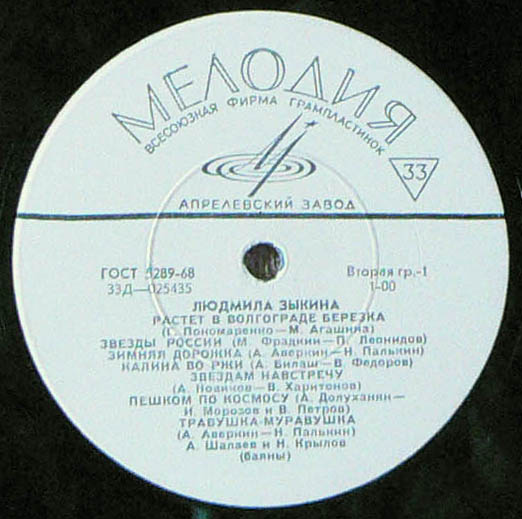 МЕЛОДИЯ
ВСЕСОЮЗНАЯ ФИРМА ГРАМПЛАСТИНОК
33
АПРЕЛЕВСКИЙ ЗАВОД
ГОСТ 5289-68
Вторая гр.-1
33Д—025435
1-00
ЛЮДМИЛА ЗЫКИНА
РАСТЕТ В ВОЛГОГРАДЕ БЕРЕЗКА
(Г. Пономаренко—М. Агашина)
ЗВЕЗДЫ РОССИИ (М. Фрадкин—П. Леонидов)
ЗИМНЯЯ ДОРОЖКА (А. Аверкин—Н. Палькин)
КАЛИНА ВО РЖИ (А. Билаш—В. Федоров)
ЗВЕЗДАМ НАВСТРЕЧУ
(А. Новиков—В. Харитонов)
ПЕШКОМ ПО КОСМОСУ (А. Долуханян—
И. Морозов и В. Петров)
ТРАВУШКА-МУРАВУШКА
(А. Аверкин—Н. Палькин)
А. Шалаев и Н. Крылов
(баяны)